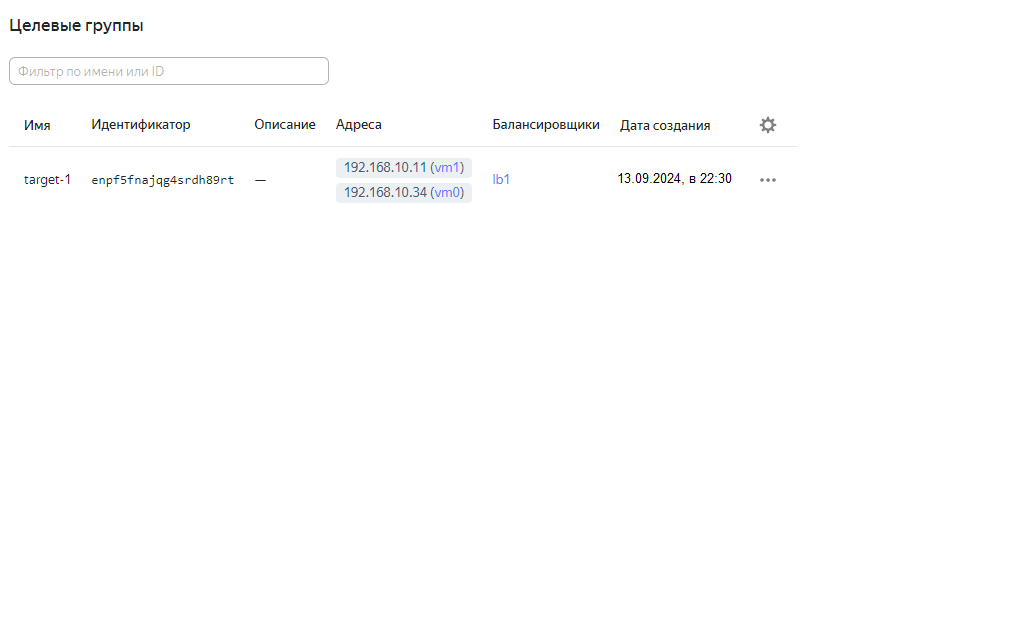 Целевые группы
Фильтр по имени или ID
Имя Идентификатор Описание Адреса Балансировщики Дата создания
target-1 enpf5fnajqg4srdh89rt — 192.168.10.11 (vm1) lb1 13.09.2024, в 22:30
192.168.10.34 (vm0)